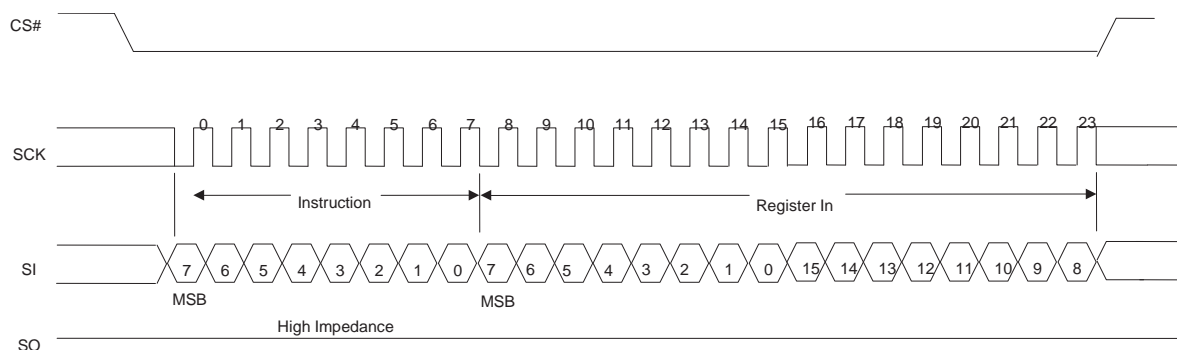 CS#
0 1 2 3 4 5 6 7 8 9 10 11 12 13 14 15 16 17 18 19 20 21 22 23
SCK
Instruction
Register In
SI
7 6 5 4 3 2 1 0 7 6 5 4 3 2 1 0 15 14 13 12 11 10 9 8
MSB
MSB
High Impedance
SO